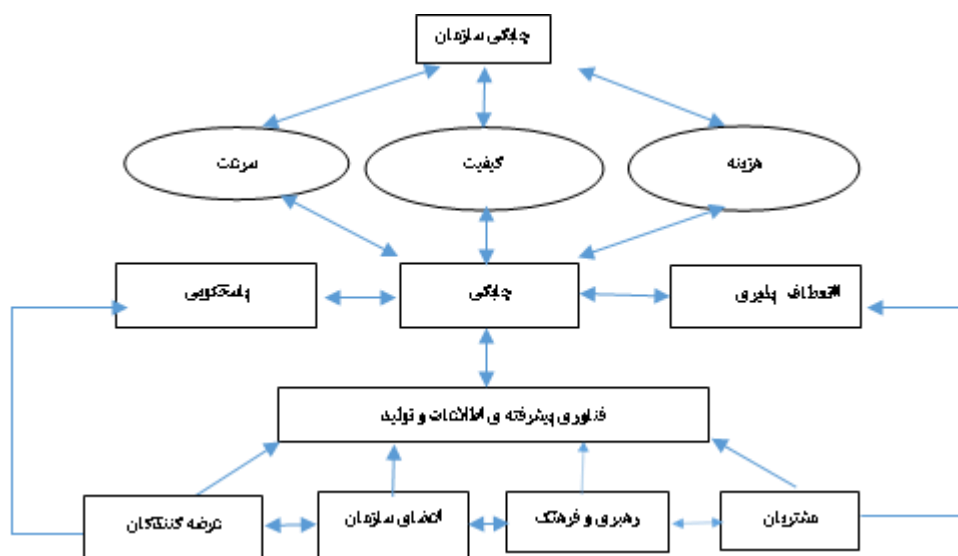 چابکی سازمان
سرعت
کیفیت
هزینه
پاسخگویی
چابکی
انعطاف پذیری
فناوری پیشرفته ی اطلاعات و تولید
عرضه کنندگان
اعضای سازمان
رهبری و فرهنگ
مشتریان